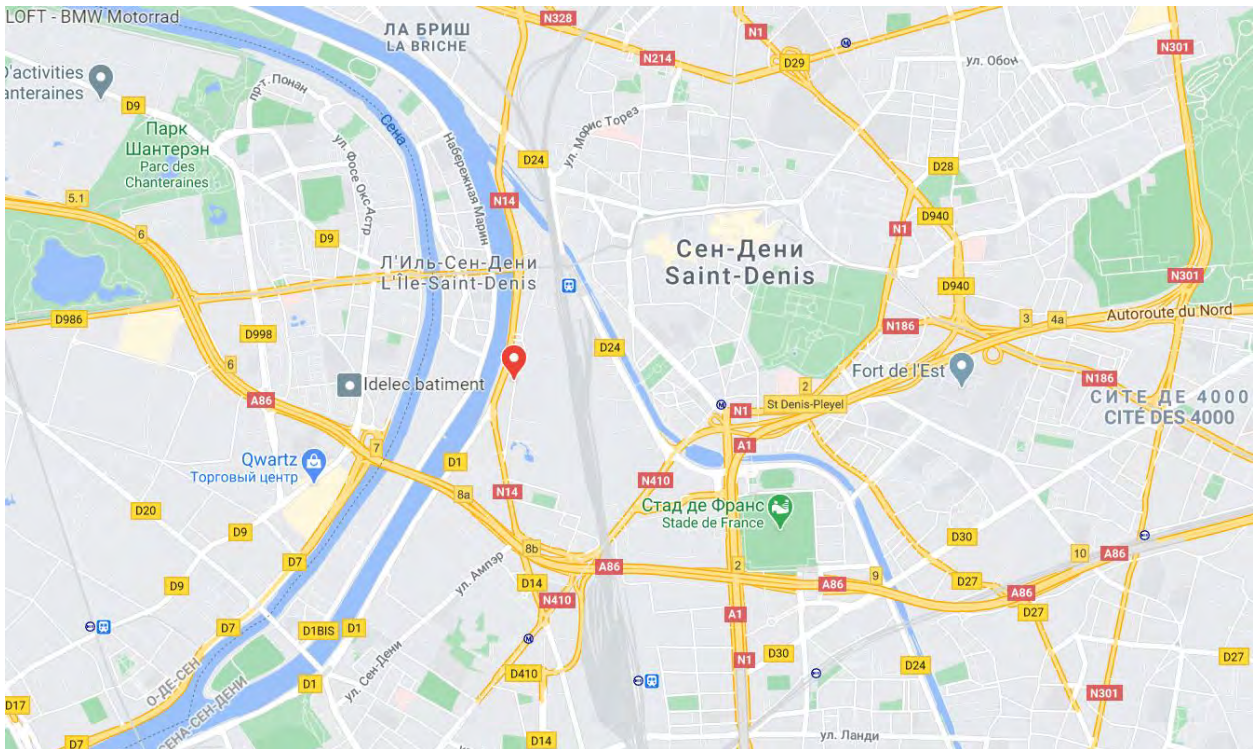 LOFT - BMW Motorrad
N328
ЛА БРИШ
LA BRICHE
N214
N1
D29
N301
ул. Обон
D'activities
anteraines
D9
пр-т. Понан
Парк
Шантерэн
Parc des
Chanteraines
ул. Фосе Окс Астр
Сена
Набережная Марин
ул. Морис Торез
D24
N14
D28
D940
N1
5.1
6
D9
Л'Иль-Сен-Дени
L'Île-Saint-Denis
Сен-Дени
Saint-Denis
N301
D940
D986
D998
6
D24
N186
3
4a
Autoroute du Nord
Idelec batiment
A86
Fort de l'Est
N186
СИТЕ ДЕ 4000
CITÉ DES 4000
2
N1
St Denis-Pleyel
A1
7
Qwartz
Торговый центр
D1
8a
N14
N410
Стад де Франс
Stade de France
D20
D9
D7
8b
D30
10
A86
D9
ул. Ампэр
D14
A86
2
A86
9
D27
A86
N410
A1
D27
D7
D1BIS
D1
D30
D24
D27
О-ДЕ-СЕН
СЕНА-СЕН-ДЕНИ
ул. Сен-Дени
D410
N1
D1
N301
D17
D7
D14
ул. Ланди